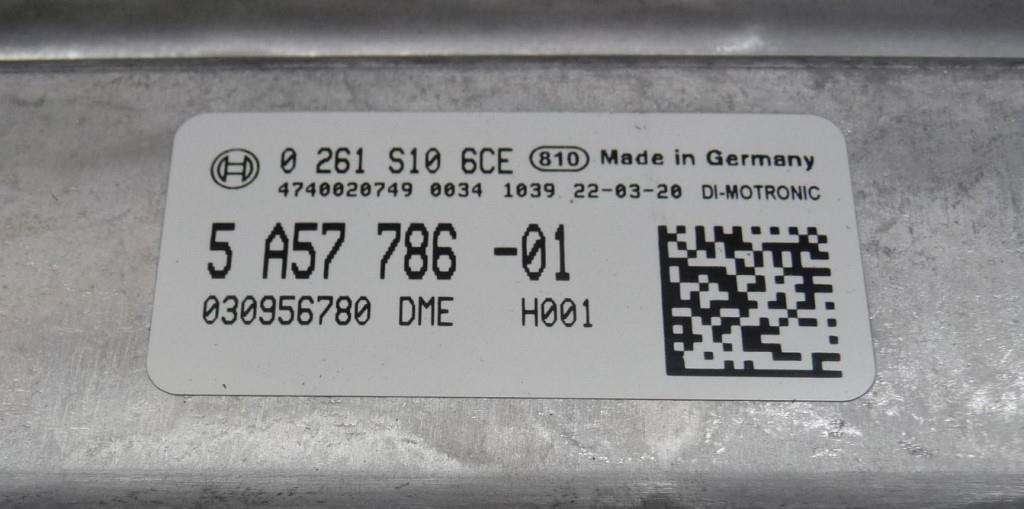 0 261 S10 6CE 810 Made in Germany
4740020749 0034 1039 22-03-20 DI-MOTRONIC
5 A57 786 -01
030956780 DME H001